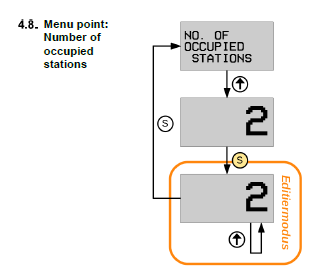 4.8. Menu point:
Number of
occupied
stations
NO. OF
OCCUPIED
STATIONS
S
2
S
2
Editiermodus